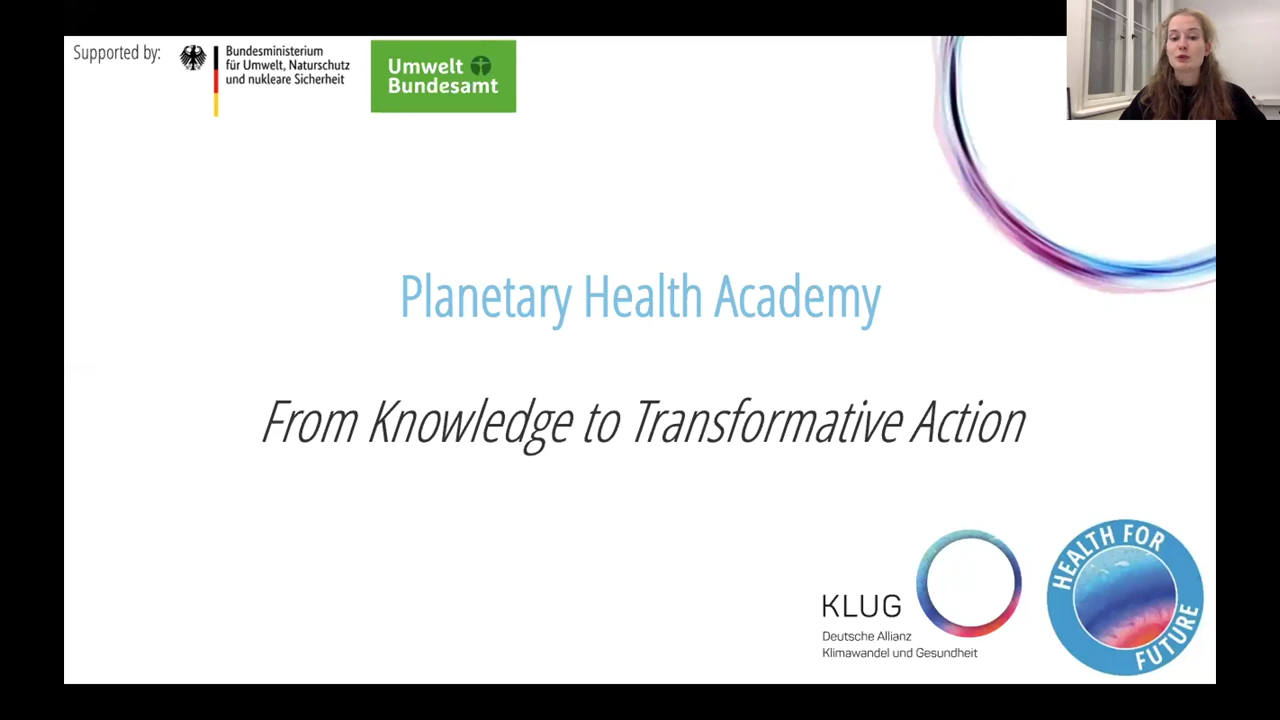 Supported by:
Bundesministerium
für Umwelt, Naturschutz
und nukleare Sicherheit
Umwelt
Bundesamt
Planetary Health Academy
From Knowledge to Transformative Action
KLUG
Deutsche Allianz
Klimawandel und Gesundheit
HEALTH FOR
FUTURE